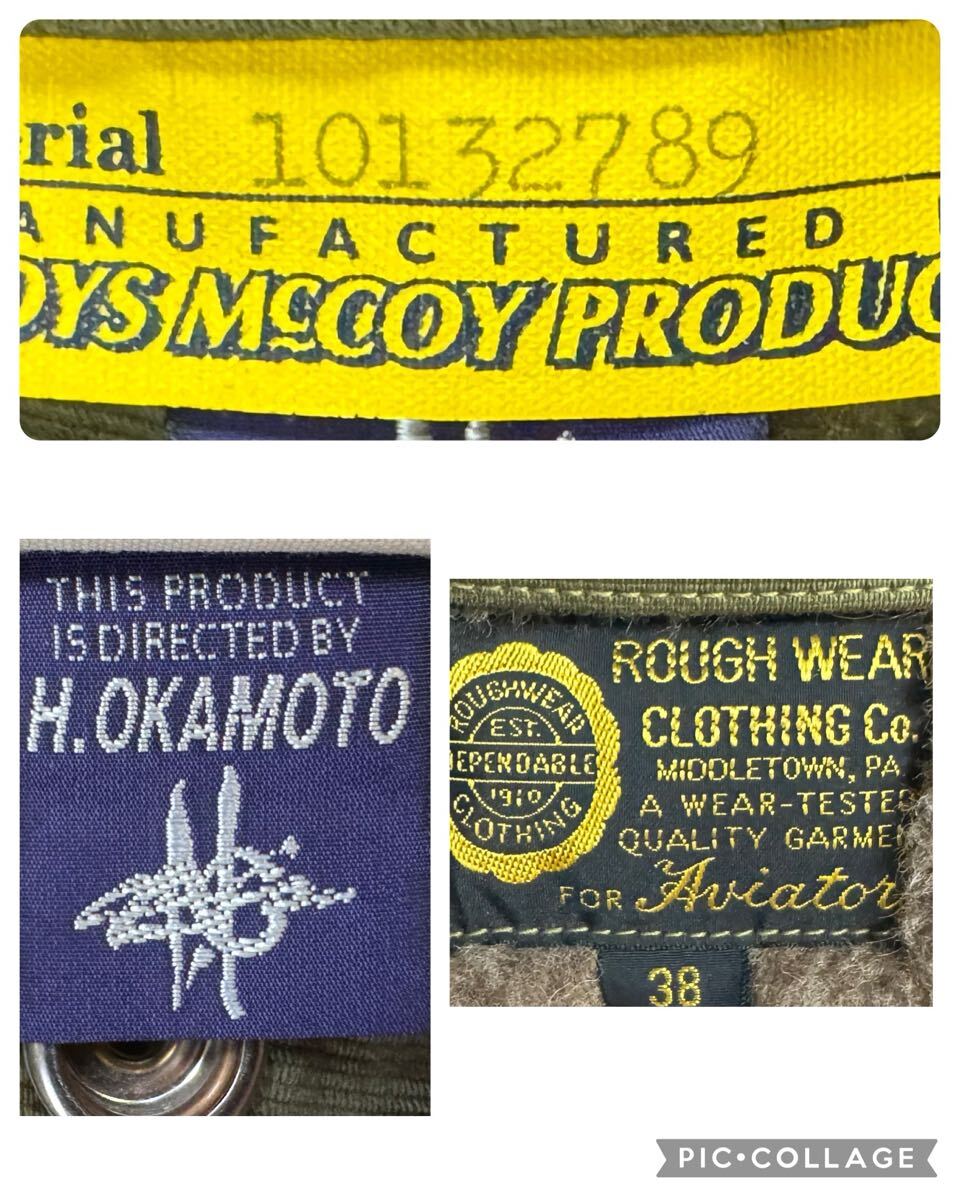 erial 10132789
ANUFACTURED
OYS McCOY PRODUC
THIS PRODUCT
IS DIRECTED BY
H.OKAMOTO
ROUGHWEAR
EST.
DEPENDABLE
1910
CLOTHING
ROUGH WEAR
CLOTHING Co.
MIDDLETOWN, PA
A WEAR-TESTE
QUALITY GARME
FOR Aviator
38
PIC•COLLAGE